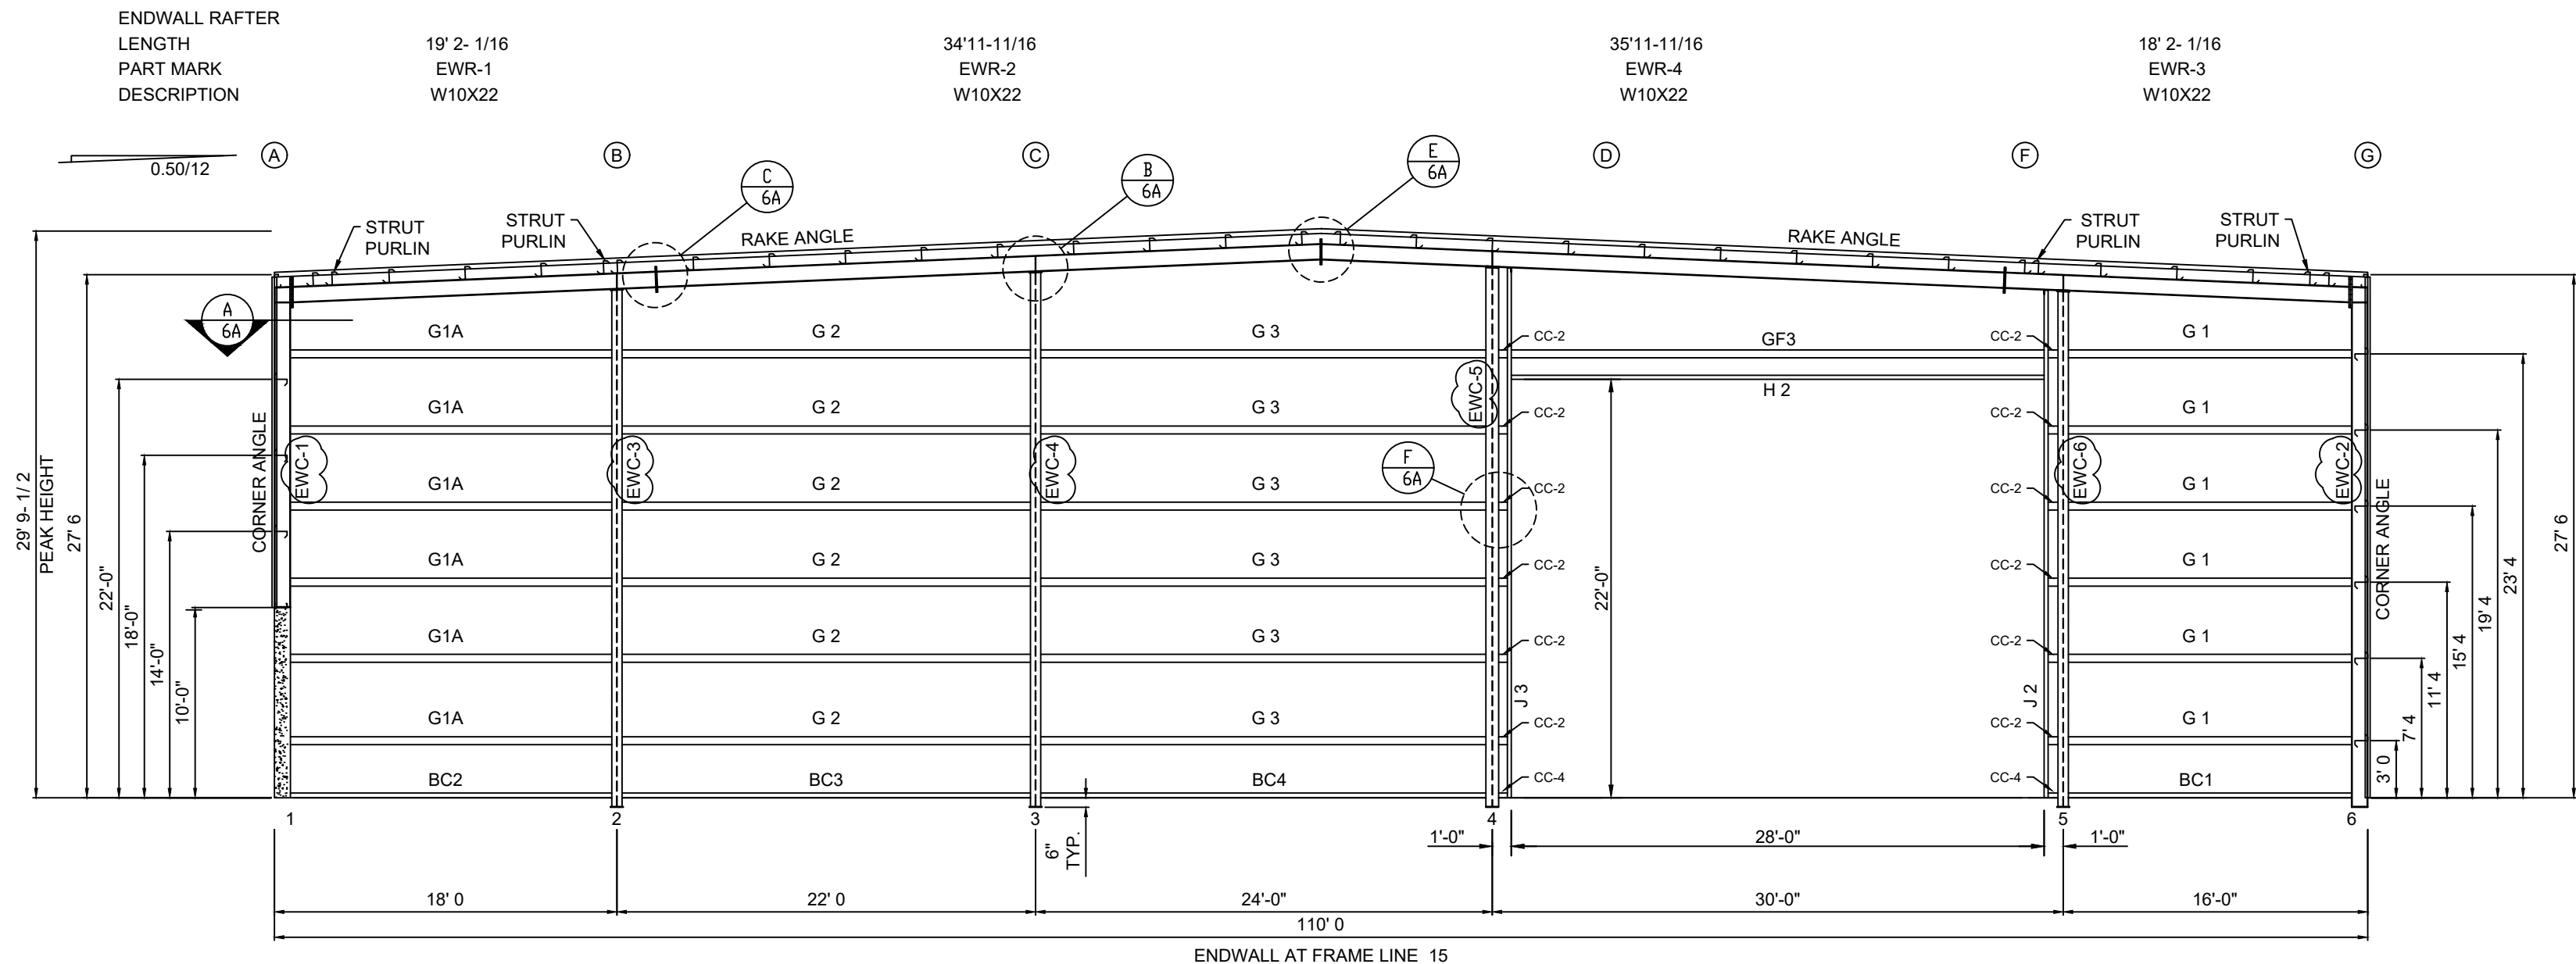 ENDWALL RAFTER
LENGTH 19' 2- 1/16 34'11-11/16 35'11-11/16 18' 2- 1/16
PART MARK EWR-1 EWR-2 EWR-4 EWR-3
DESCRIPTION W10X22 W10X22 W10X22 W10X22
0.50/12
A B C D F G
C
6A
B
6A
E
6A
STRUT
PURLIN
STRUT
PURLIN
RAKE ANGLE
RAKE ANGLE
STRUT
PURLIN
STRUT
PURLIN
A
6A
G1A G 2 G 3 CC-2 GF3 CC-2 G 1
H 2
G1A G 2 G 3 CC-2 CC-2 G 1
G1A G 2 G 3 CC-2 CC-2 G 1
G1A G 2 G 3 CC-2 CC-2 G 1
G1A G 2 G 3 CC-2 CC-2 G 1
G1A G 2 G 3 CC-2 CC-2 G 1
BC2 BC3 BC4 CC-4 CC-4 BC1
F
6A
EWC-1
EWC-3
EWC-4
EWC-5
EWC-6
EWC-2
CORNER ANGLE
CORNER ANGLE
29' 9- 1/ 2
PEAK HEIGHT
27' 6
22'-0"
18'-0"
14'-0"
10'-0"
22'-0"
J 3
J 2
3' 0
7' 4
11' 4
15' 4
19' 4
23' 4
27' 6
1 2 3 4 5 6
6"
TYP.
1'-0" 28'-0" 1'-0"
18' 0 22' 0 24'-0" 30'-0" 16'-0"
110' 0
ENDWALL AT FRAME LINE 15